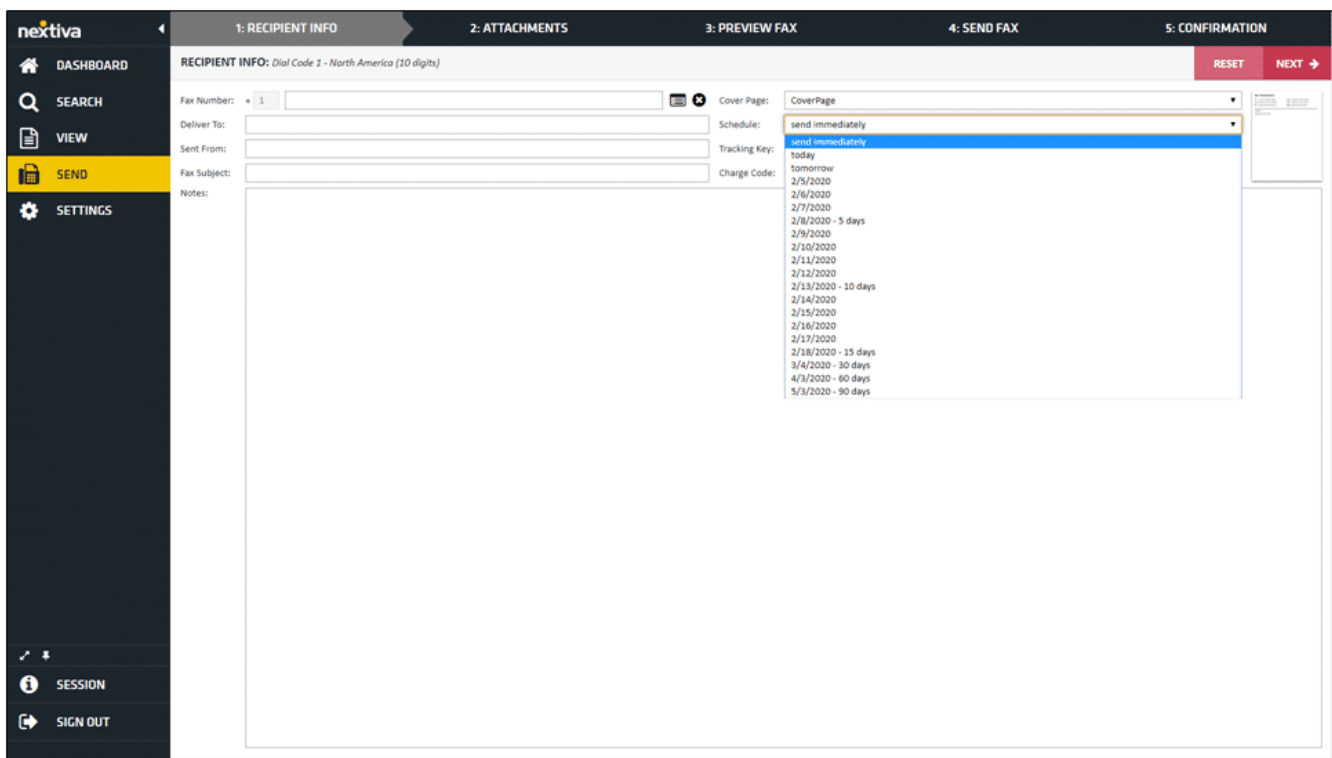 nextiva
1: RECIPIENT INFO
2: ATTACHMENTS
3: PREVIEW FAX
4: SEND FAX
5: CONFIRMATION
DASHBOARD
SEARCH
VIEW
SEND
SETTINGS
SESSION
SIGN OUT
RECIPIENT INFO: Dial Code 1 - North America (10 digits)
RESET
NEXT
Fax Number: + 1
Deliver To:
Sent From:
Fax Subject:
Notes:
Cover Page: CoverPage
Schedule: send immediately
Tracking Key:
Charge Code:
send immediately
today
tomorrow
2/5/2020
2/6/2020
2/7/2020
2/8/2020 - 5 days
2/9/2020
2/10/2020
2/11/2020
2/12/2020
2/13/2020 - 10 days
2/14/2020
2/15/2020
2/16/2020
2/17/2020
2/18/2020 - 15 days
3/4/2020 - 30 days
4/3/2020 - 60 days
5/3/2020 - 90 days